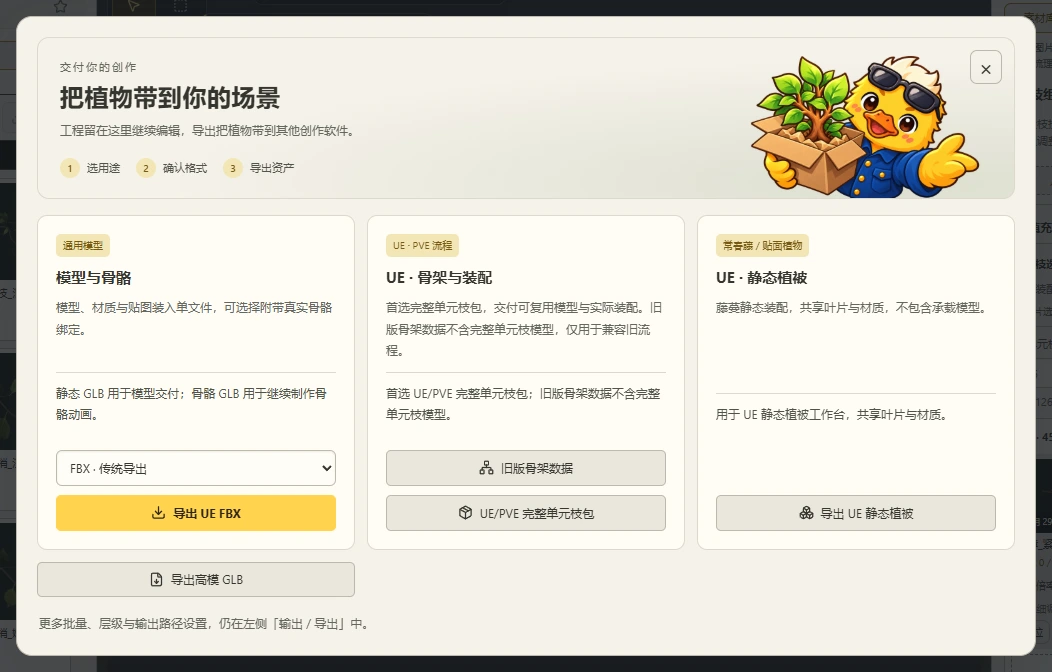 交付你的创作
把植物带到你的场景
工程留在这里继续编辑，导出把植物带到其他创作软件。
1 选用途 2 确认格式 3 导出资产
通用模型
模型与骨骼
模型、材质与贴图装入单文件，可选择附带真实骨骼
绑定。
静态 GLB 用于模型交付；骨骼 GLB 用于继续制作骨
骼动画。
FBX · 传统导出
导出 UE FBX
UE · PVE 流程
UE · 骨架与装配
首选完整单元枝包，交付可复用模型与实际装配。旧
版骨架数据不含完整单元枝模型，仅用于兼容旧流
程。
首选 UE/PVE 完整单元枝包；旧版骨架数据不含完整
单元枝模型。
旧版骨架数据
UE/PVE 完整单元枝包
常春藤 / 贴面植物
UE · 静态植被
藤蔓静态装配，共享叶片与材质，不包含承载模型。
用于 UE 静态植被工作台，共享叶片与材质。
导出 UE 静态植被
导出高模 GLB
更多批量、层级与输出路径设置，仍在左侧「输出 / 导出」中。